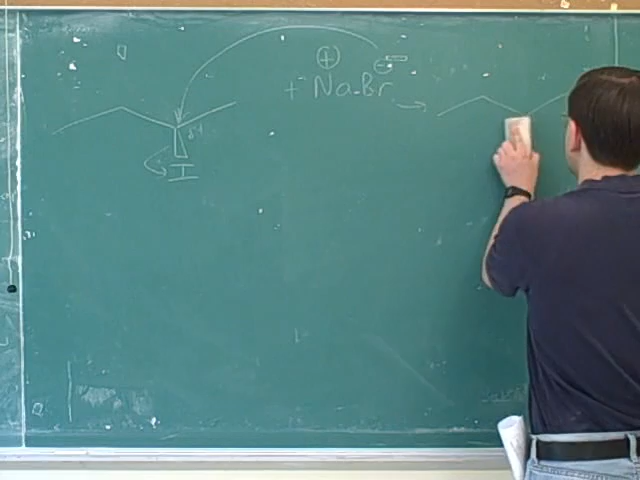 ⊕ ⊖
+ Na Br →
δ+
I